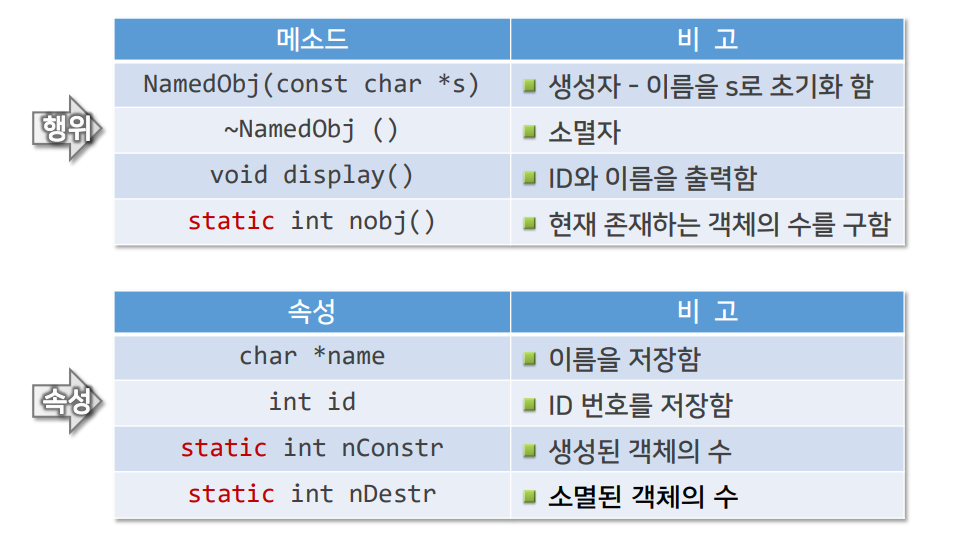 메소드 비 고
행위
NamedObj(const char *s) 생성자 - 이름을 s로 초기화 함
~NamedObj () 소멸자
void display() ID와 이름을 출력함
static int nobj() 현재 존재하는 객체의 수를 구함
속성 비 고
속성
char *name 이름을 저장함
int id ID 번호를 저장함
static int nConstr 생성된 객체의 수
static int nDestr 소멸된 객체의 수